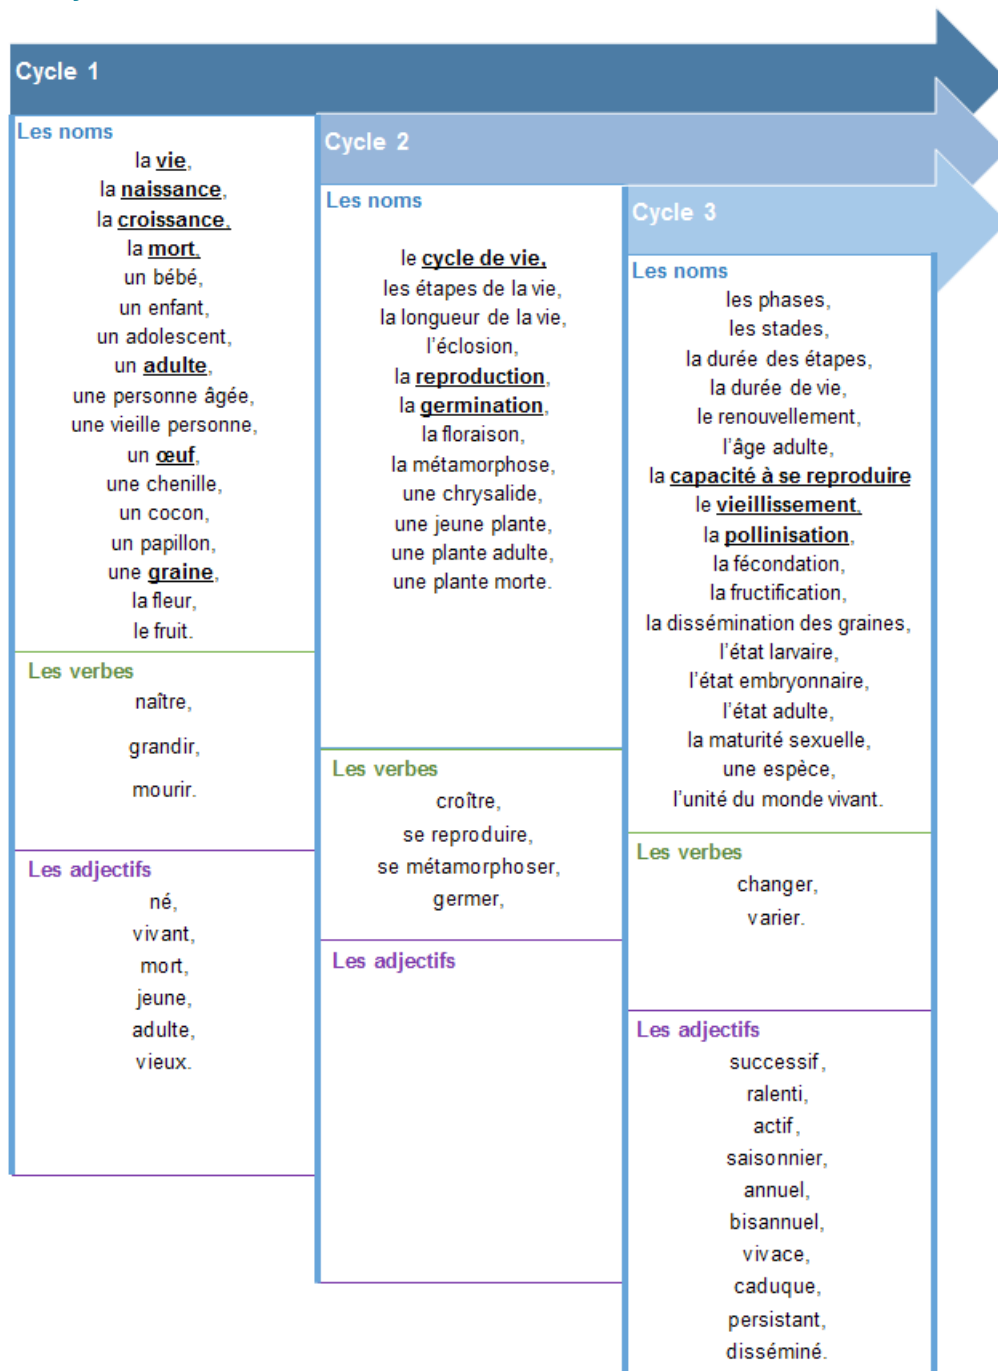 Cycle 1
Les noms
la vie,
la naissance,
la croissance,
la mort,
un bébé,
un enfant,
un adolescent,
un adulte,
une personne âgée,
une vieille personne,
un œuf,
une chenille,
un cocon,
un papillon,
une graine,
la fleur,
le fruit.
Les verbes
naître,
grandir,
mourir.
Les adjectifs
né,
vivant,
mort,
jeune,
adulte,
vieux.
Cycle 2
Les noms
le cycle de vie,
les étapes de la vie,
la longueur de la vie,
l'éclosion,
la reproduction,
la germination,
la floraison,
la métamorphose,
une chrysalide,
une jeune plante,
une plante adulte,
une plante morte.
Les verbes
croître,
se reproduire,
se métamorphoser,
germer,
Les adjectifs
Cycle 3
Les noms
les phases,
les stades,
la durée des étapes,
la durée de vie,
le renouvellement,
l'âge adulte,
la capacité à se reproduire
le vieillissement,
la pollinisation,
la fécondation,
la fructification,
la dissémination des graines,
l'état larvaire,
l'état embryonnaire,
l'état adulte,
la maturité sexuelle,
une espèce,
l'unité du monde vivant.
Les verbes
changer,
varier.
Les adjectifs
successif,
ralenti,
actif,
saisonnier,
annuel,
bisannuel,
vivace,
caduque,
persistant,
disséminé.